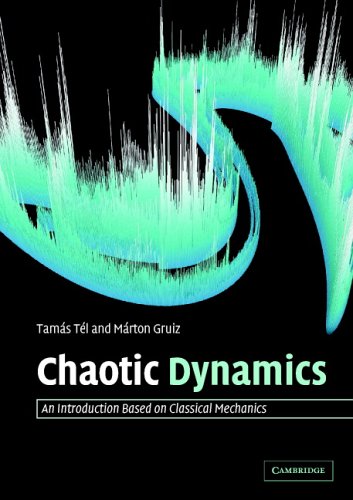 Tamás Tél and Márton Gruiz
Chaotic Dynamics
An Introduction Based on Classical Mechanics
CAMBRIDGE